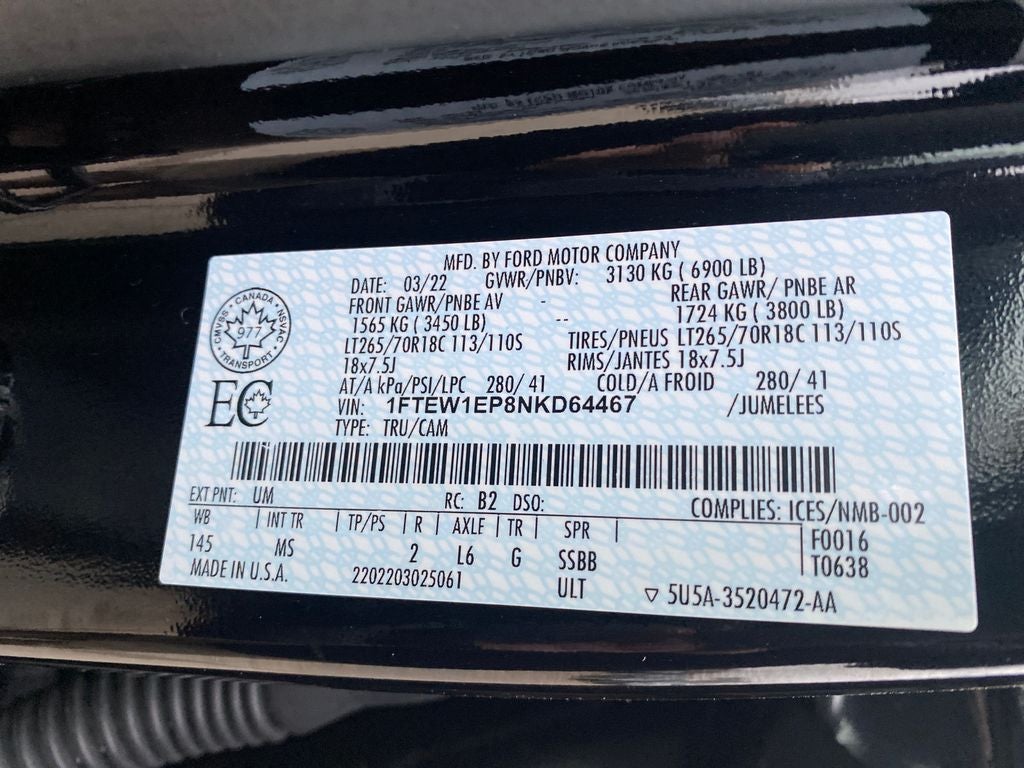 MFD. BY FORD MOTOR COMPANY
DATE: 03/22 GVWR/PNBV: 3130 KG ( 6900 LB)
FRONT GAWR/PNBE AV - REAR GAWR/ PNBE AR
1565 KG ( 3450 LB) -- 1724 KG ( 3800 LB)
LT265/70R18C 113/110S TIRES/PNEUS LT265/70R18C 113/110S
18x7.5J RIMS/JANTES 18x7.5J
AT/A kPa/PSI/LPC 280/ 41 COLD/A FROID 280/ 41
VIN: 1FTEW1EP8NKD64467 /JUMELEES
TYPE: TRU/CAM
CANADA
CMVSS NSVAC
977
TRANSPORT
EC
EXT PNT: UM RC: B2 DSO: COMPLIES: ICES/NMB-002
WB | INT TR | TP/PS | R | AXLE | TR | SPR | F0016
145 MS 2 L6 G SSBB T0638
MADE IN U.S.A. 2202203025061 ULT ▽ 5U5A-3520472-AA